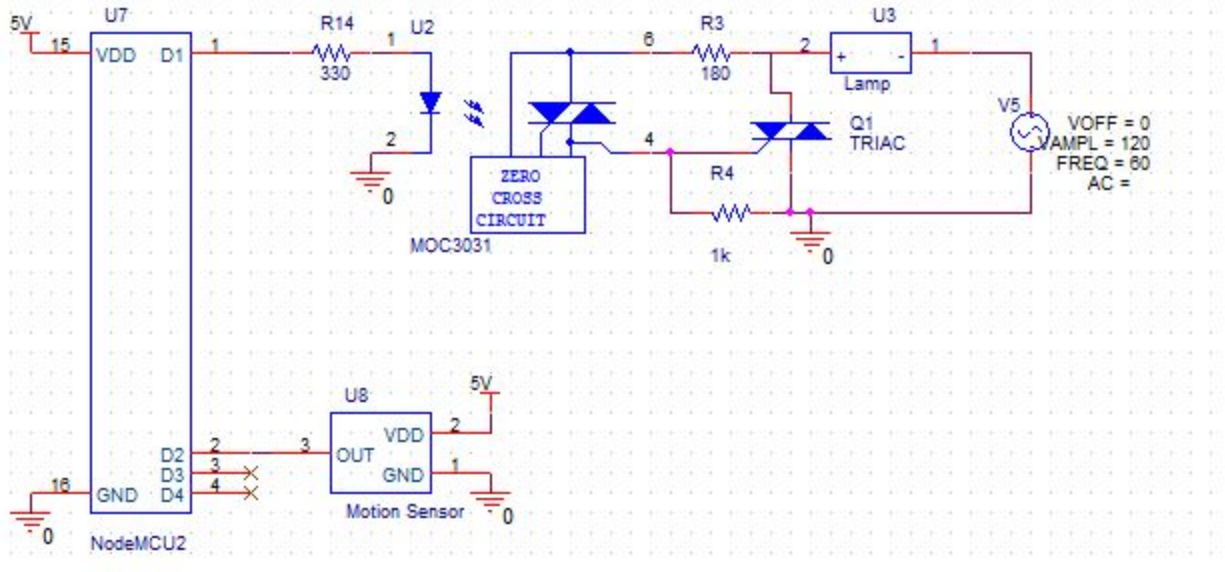 5V
U7
15
VDD
D1
1
R14
330
1
U2
2
0
ZERO
CROSS
CIRCUIT
MOC3031
6
R3
180
4
R4
1k
2
U3
+
-
1
Lamp
Q1
TRIAC
0
V5
VOFF = 0
VAMPL = 120
FREQ = 60
AC =
D2
2
D3
3
D4
4
16
GND
0
NodeMCU2
U8
3
OUT
VDD
2
5V
GND
1
0
Motion Sensor